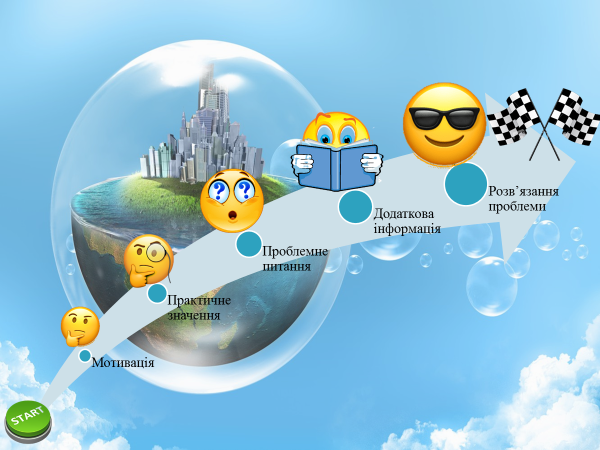 START
Мотивація
Практичне
значення
Проблемне
питання
? ?
Додаткова
інформація
Розв’язання
проблеми